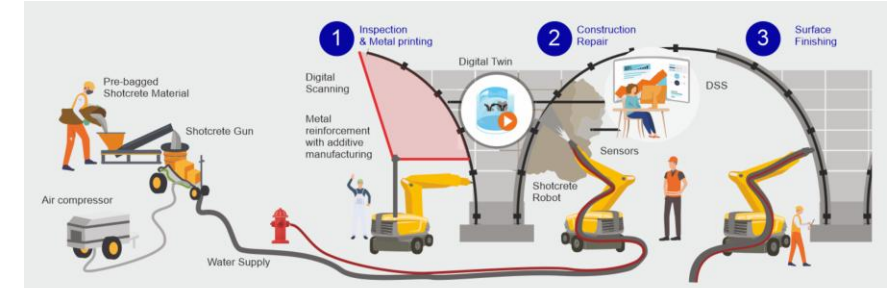 1
Inspection
& Metal printing
2
Construction
Repair
3
Surface
Finishing
Digital Twin
Digital
Scanning
DSS
Pre-bagged
Shotcrete Material
Metal
reinforcement
with additive
manufacturing
Shotcrete Gun
Sensors
Shotcrete
Robot
Air compressor
Water Supply